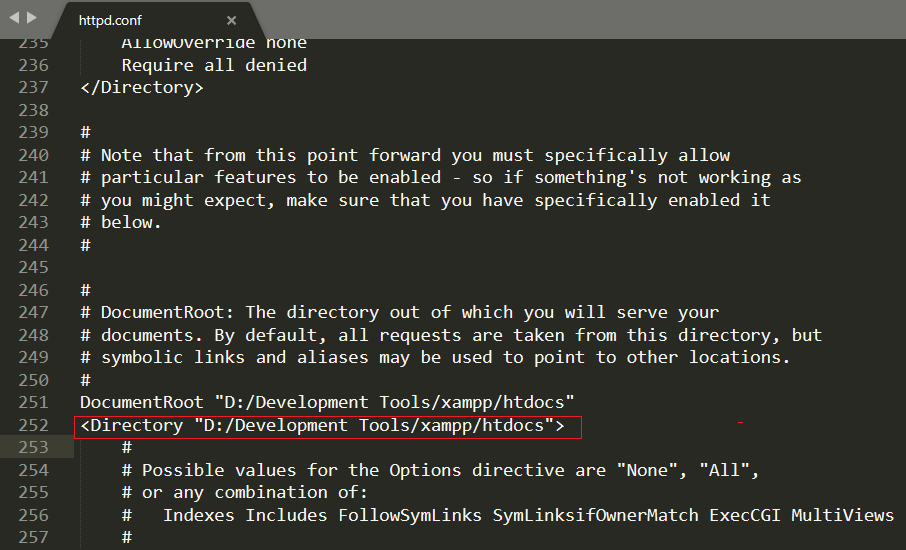 httpd.conf
235 AllowOverride none
236 Require all denied
237 </Directory>
238
239 #
240 # Note that from this point forward you must specifically allow
241 # particular features to be enabled - so if something's not working as
242 # you might expect, make sure that you have specifically enabled it
243 # below.
244 #
245
246 #
247 # DocumentRoot: The directory out of which you will serve your
248 # documents. By default, all requests are taken from this directory, but
249 # symbolic links and aliases may be used to point to other locations.
250 #
251 DocumentRoot "D:/Development Tools/xampp/htdocs"
252 <Directory "D:/Development Tools/xampp/htdocs">
253 #
254 # Possible values for the Options directive are "None", "All",
255 # or any combination of:
256 #   Indexes Includes FollowSymLinks SymLinksifOwnerMatch ExecCGI MultiViews
257 #